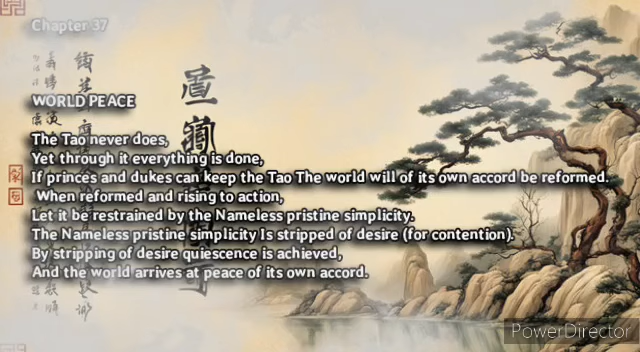 Chapter 37
WORLD PEACE
The Tao never does,
Yet through it everything is done,
If princes and dukes can keep the Tao The world will of its own accord be reformed.
When reformed and rising to action,
Let it be restrained by the Nameless pristine simplicity.
The Nameless pristine simplicity Is stripped of desire (for contention).
By stripping of desire quiescence is achieved,
And the world arrives at peace of its own accord.
PowerDirector